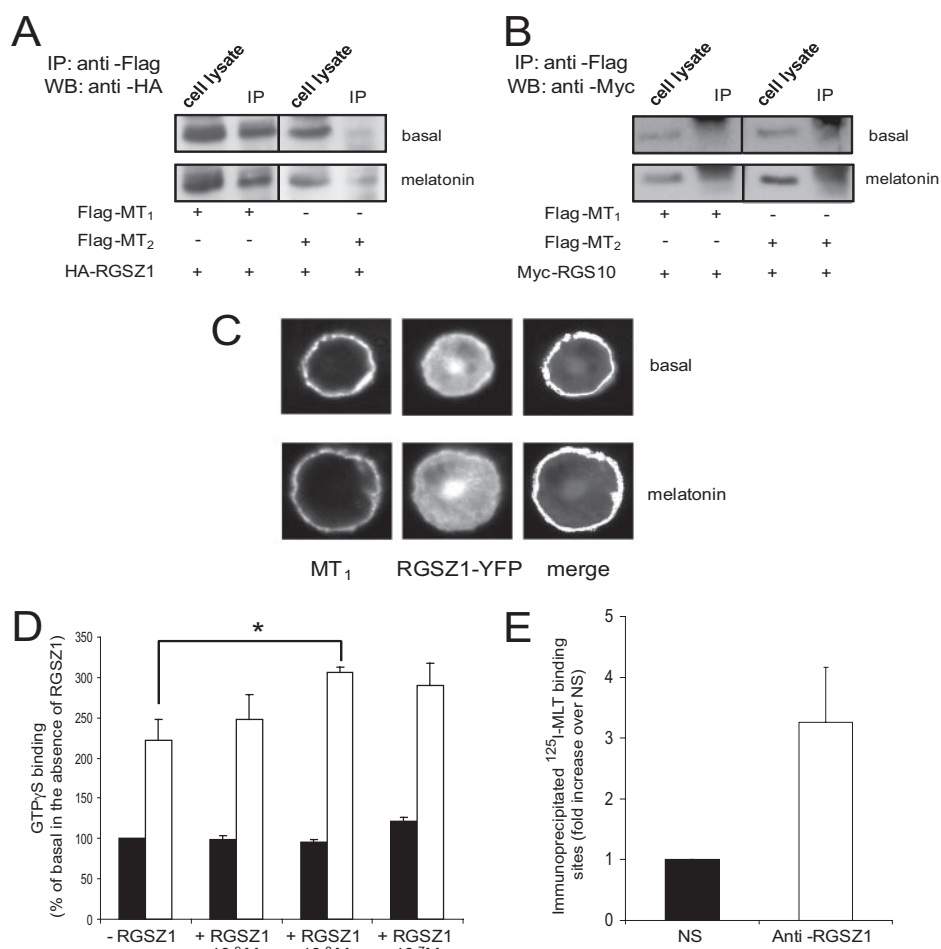 A
IP: anti -Flag
WB: anti -HA
cell lysate
IP
cell lysate
IP
basal
melatonin
Flag-MT1 + + - -
Flag-MT2 - - + +
HA-RGSZ1 + + + +
B
IP: anti -Flag
WB: anti -Myc
cell lysate
IP
cell lysate
IP
basal
melatonin
Flag-MT1 + + - -
Flag-MT2 - - + +
Myc-RGS10 + + + +
C
basal
melatonin
MT1 RGSZ1-YFP merge
D
GTPγS binding
(% of basal in the absence of RGSZ1)
350
300
250
200
150
100
50
0
*
- RGSZ1 + RGSZ1 + RGSZ1 + RGSZ1
E
Immunoprecipitated 125I-MLT binding
sites (fold increase over NS)
5
4
3
2
1
0
NS Anti -RGSZ1